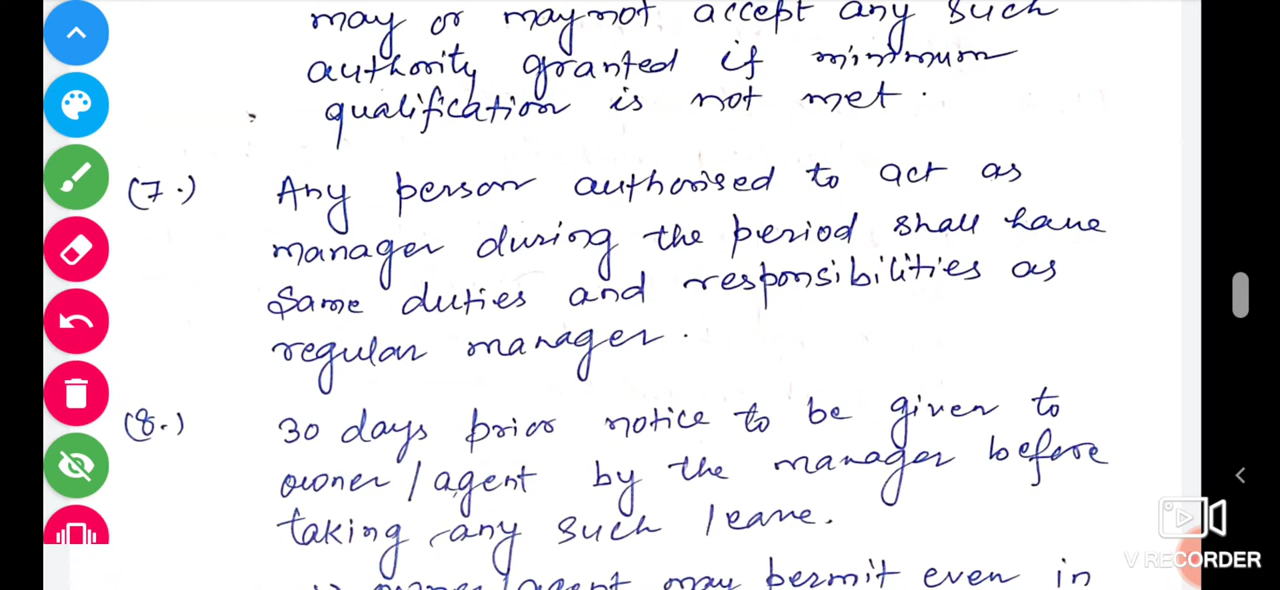 may or may not accept any such
authority granted if minimum
qualification is not met.
(7.) Any person authorised to act as
manager during the period shall have
same duties and responsibilities as
regular manager.
(8.) 30 days prior notice to be given to
owner/agent by the manager before
taking any such leave.
owner/agent may permit even in
V RECORDER